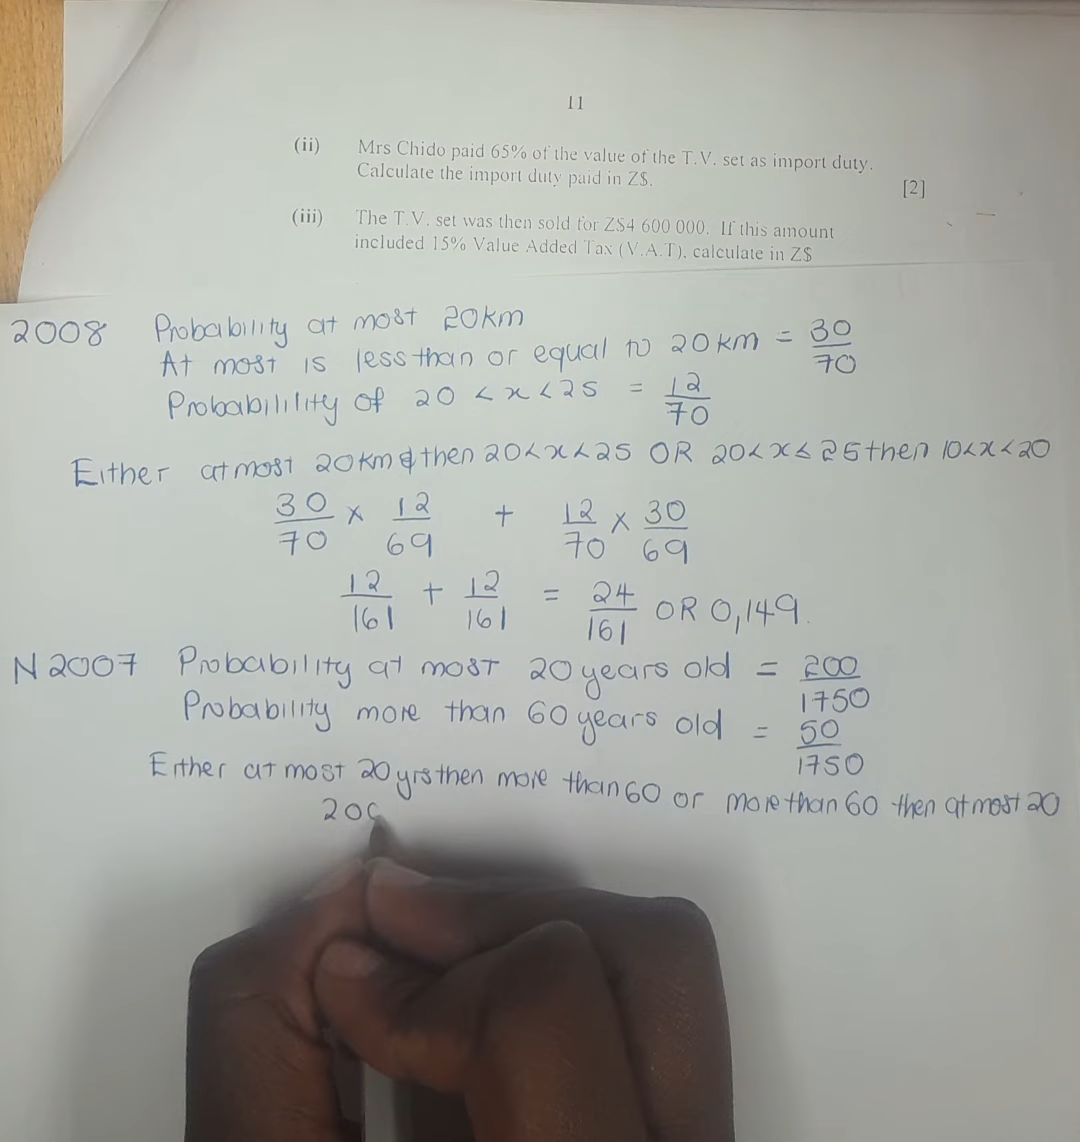 11
(ii) Mrs Chido paid 65% of the value of the T.V. set as import duty.
Calculate the import duty paid in Z$.
[2]
(iii) The T.V. set was then sold for Z$4 600 000. If this amount
included 15% Value Added Tax (V.A.T), calculate in Z$
2008 Probability at most 20km
At most is less than or equal to 20km = 30/70
Probabilility of 20 < x < 25 = 12/70
Either at most 20km & then 20<x<25 OR 20<x≤25 then 10<x<20
30/70 × 12/69 + 12/70 × 30/69
12/161 + 12/161 = 24/161 OR 0,149.
N2007 Probability at most 20 years old = 200/1750
Probability more than 60 years old = 50/1750
Either at most 20yrs then more than 60 or more than 60 then at most 20
200